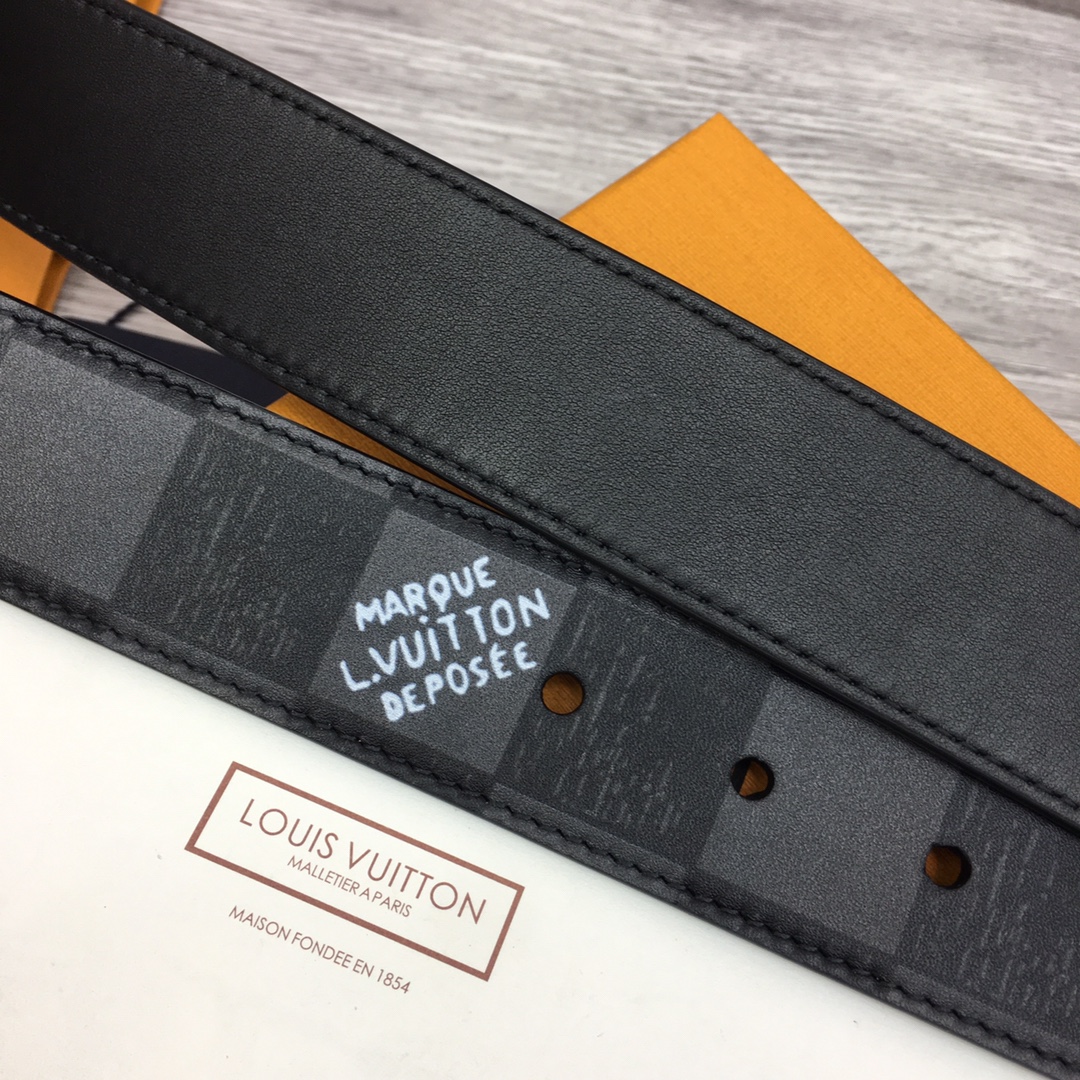 MARQUE
L.VUiTTON
DEPOSÉE
LOUIS VUITTON
MALLETIER A PARIS
MAISON FONDEE EN 1854